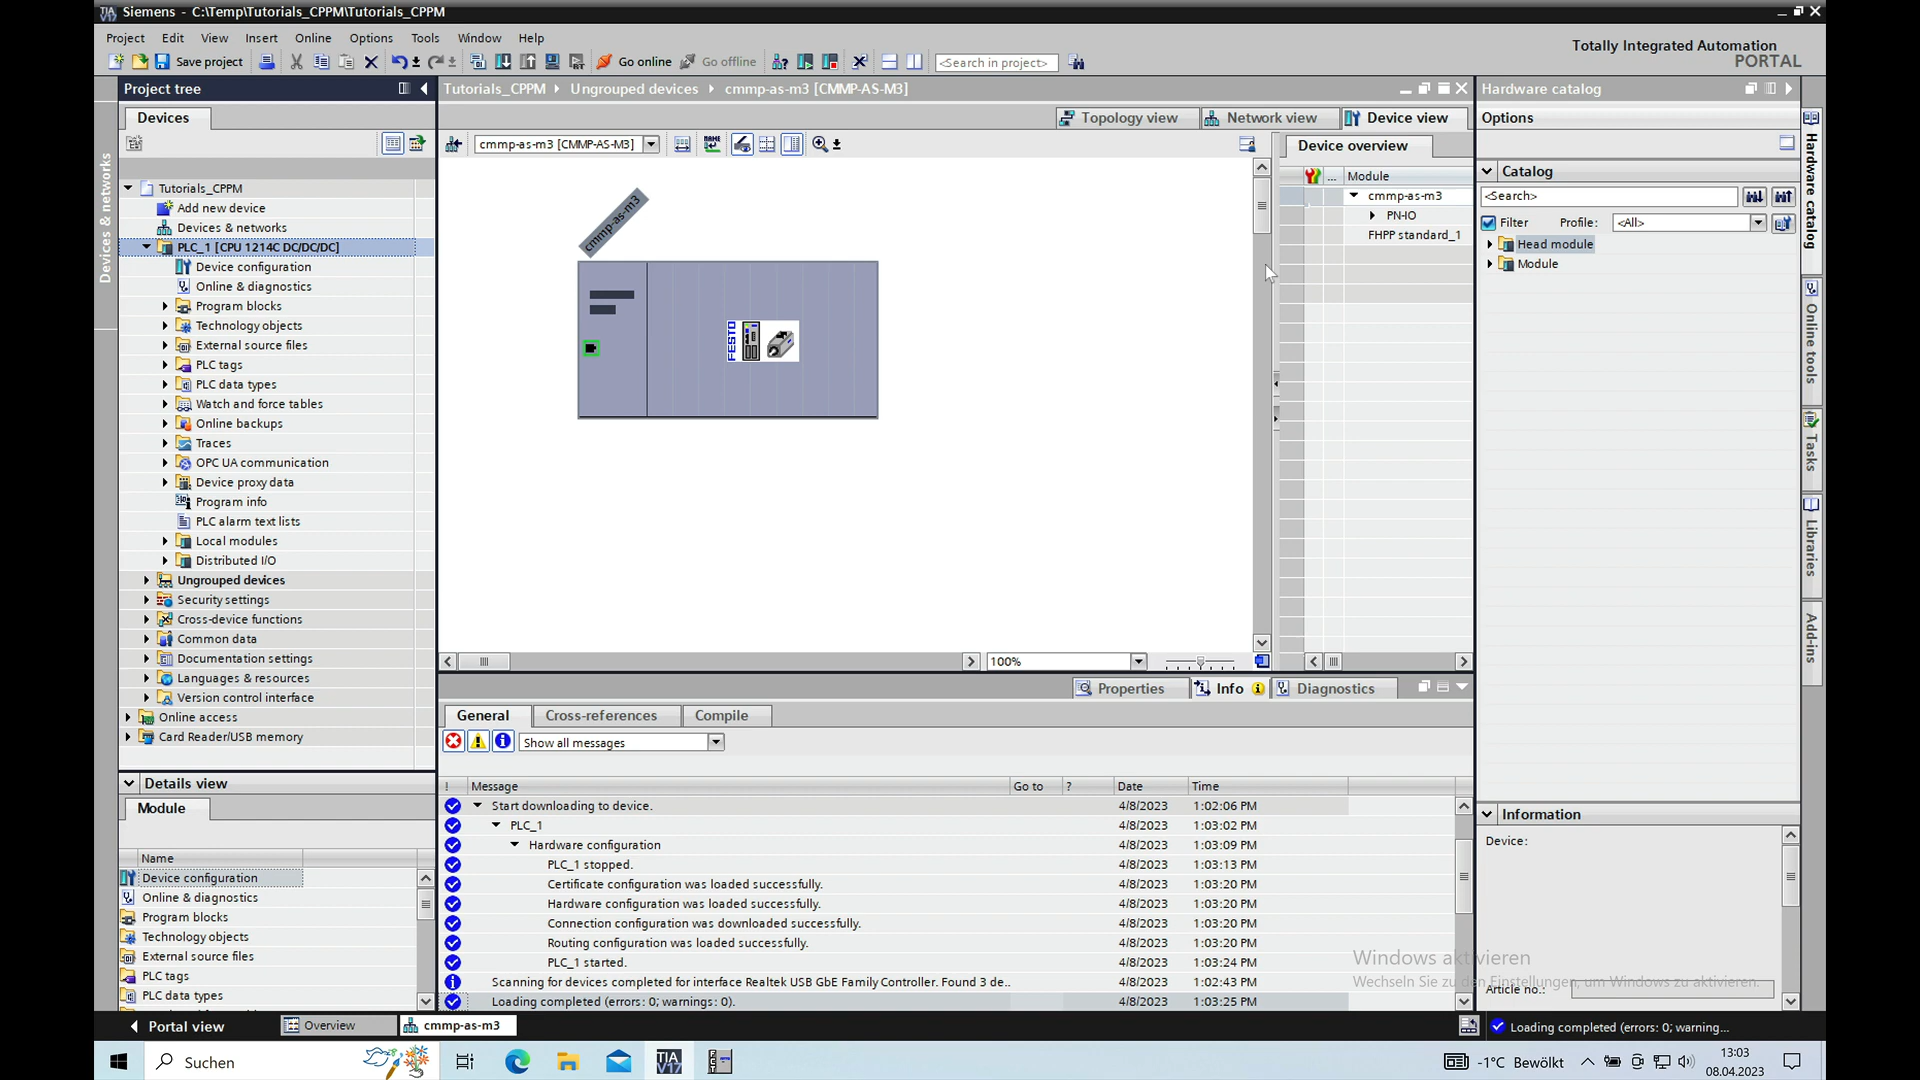 Siemens - C:\Temp\Tutorials_CPPM\Tutorials_CPPM
Project Edit View Insert Online Options Tools Window Help
Totally Integrated Automation
PORTAL
Save project
Go online
Go offline
<Search in project>
Project tree
Tutorials_CPPM
Ungrouped devices
cmmp-as-m3 [CMMP-AS-M3]
Hardware catalog
Devices
Topology view
Network view
Device view
Options
cmmp-as-m3 [CMMP-AS-M3]
Device overview
Devices & networks
Tutorials_CPPM
Add new device
Devices & networks
PLC_1 [CPU 1214C DC/DC/DC]
Device configuration
Online & diagnostics
Program blocks
Technology objects
External source files
PLC tags
PLC data types
Watch and force tables
Online backups
Traces
OPC UA communication
Device proxy data
Program info
PLC alarm text lists
Local modules
Distributed I/O
Ungrouped devices
Security settings
Cross-device functions
Common data
Documentation settings
Languages & resources
Version control interface
Online access
Card Reader/USB memory
cmmp-as-m3
FESTO
100%
... Module
cmmp-as-m3
PN-IO
FHPP standard_1
Catalog
<Search>
Filter Profile: <All>
Head module
Module
Hardware catalog
Online tools
Tasks
Libraries
Add-ins
Properties
Info
Diagnostics
General
Cross-references
Compile
Show all messages
! Message Go to ? Date Time
Start downloading to device. 4/8/2023 1:02:06 PM
PLC_1 4/8/2023 1:03:02 PM
Hardware configuration 4/8/2023 1:03:09 PM
PLC_1 stopped. 4/8/2023 1:03:13 PM
Certificate configuration was loaded successfully. 4/8/2023 1:03:20 PM
Hardware configuration was loaded successfully. 4/8/2023 1:03:20 PM
Connection configuration was downloaded successfully. 4/8/2023 1:03:20 PM
Routing configuration was loaded successfully. 4/8/2023 1:03:20 PM
PLC_1 started. 4/8/2023 1:03:24 PM
Scanning for devices completed for interface Realtek USB GbE Family Controller. Found 3 de.. 4/8/2023 1:02:43 PM
Loading completed (errors: 0; warnings: 0). 4/8/2023 1:03:25 PM
Details view
Module
Name
Device configuration
Online & diagnostics
Program blocks
Technology objects
External source files
PLC tags
PLC data types
Information
Device:
Article no.:
Windows aktivieren
Wechseln Sie zu den Einstellungen, um Windows zu aktivieren.
Portal view
Overview
cmmp-as-m3
Loading completed (errors: 0; warning...
Suchen
TIA V17
-1°C Bewölkt
13:03
08.04.2023